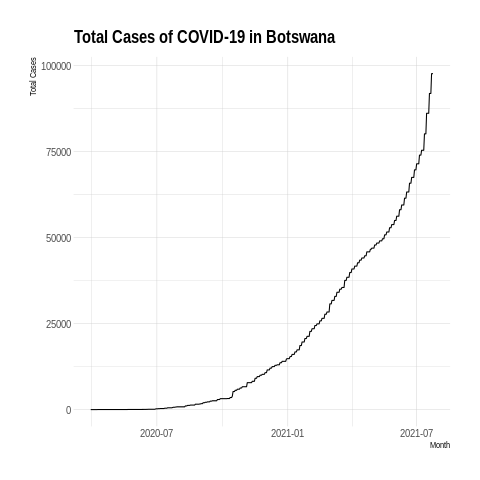 Total Cases of COVID-19 in Botswana
Total Cases
100000
75000
50000
25000
0
2020-07
2021-01
2021-07
Month